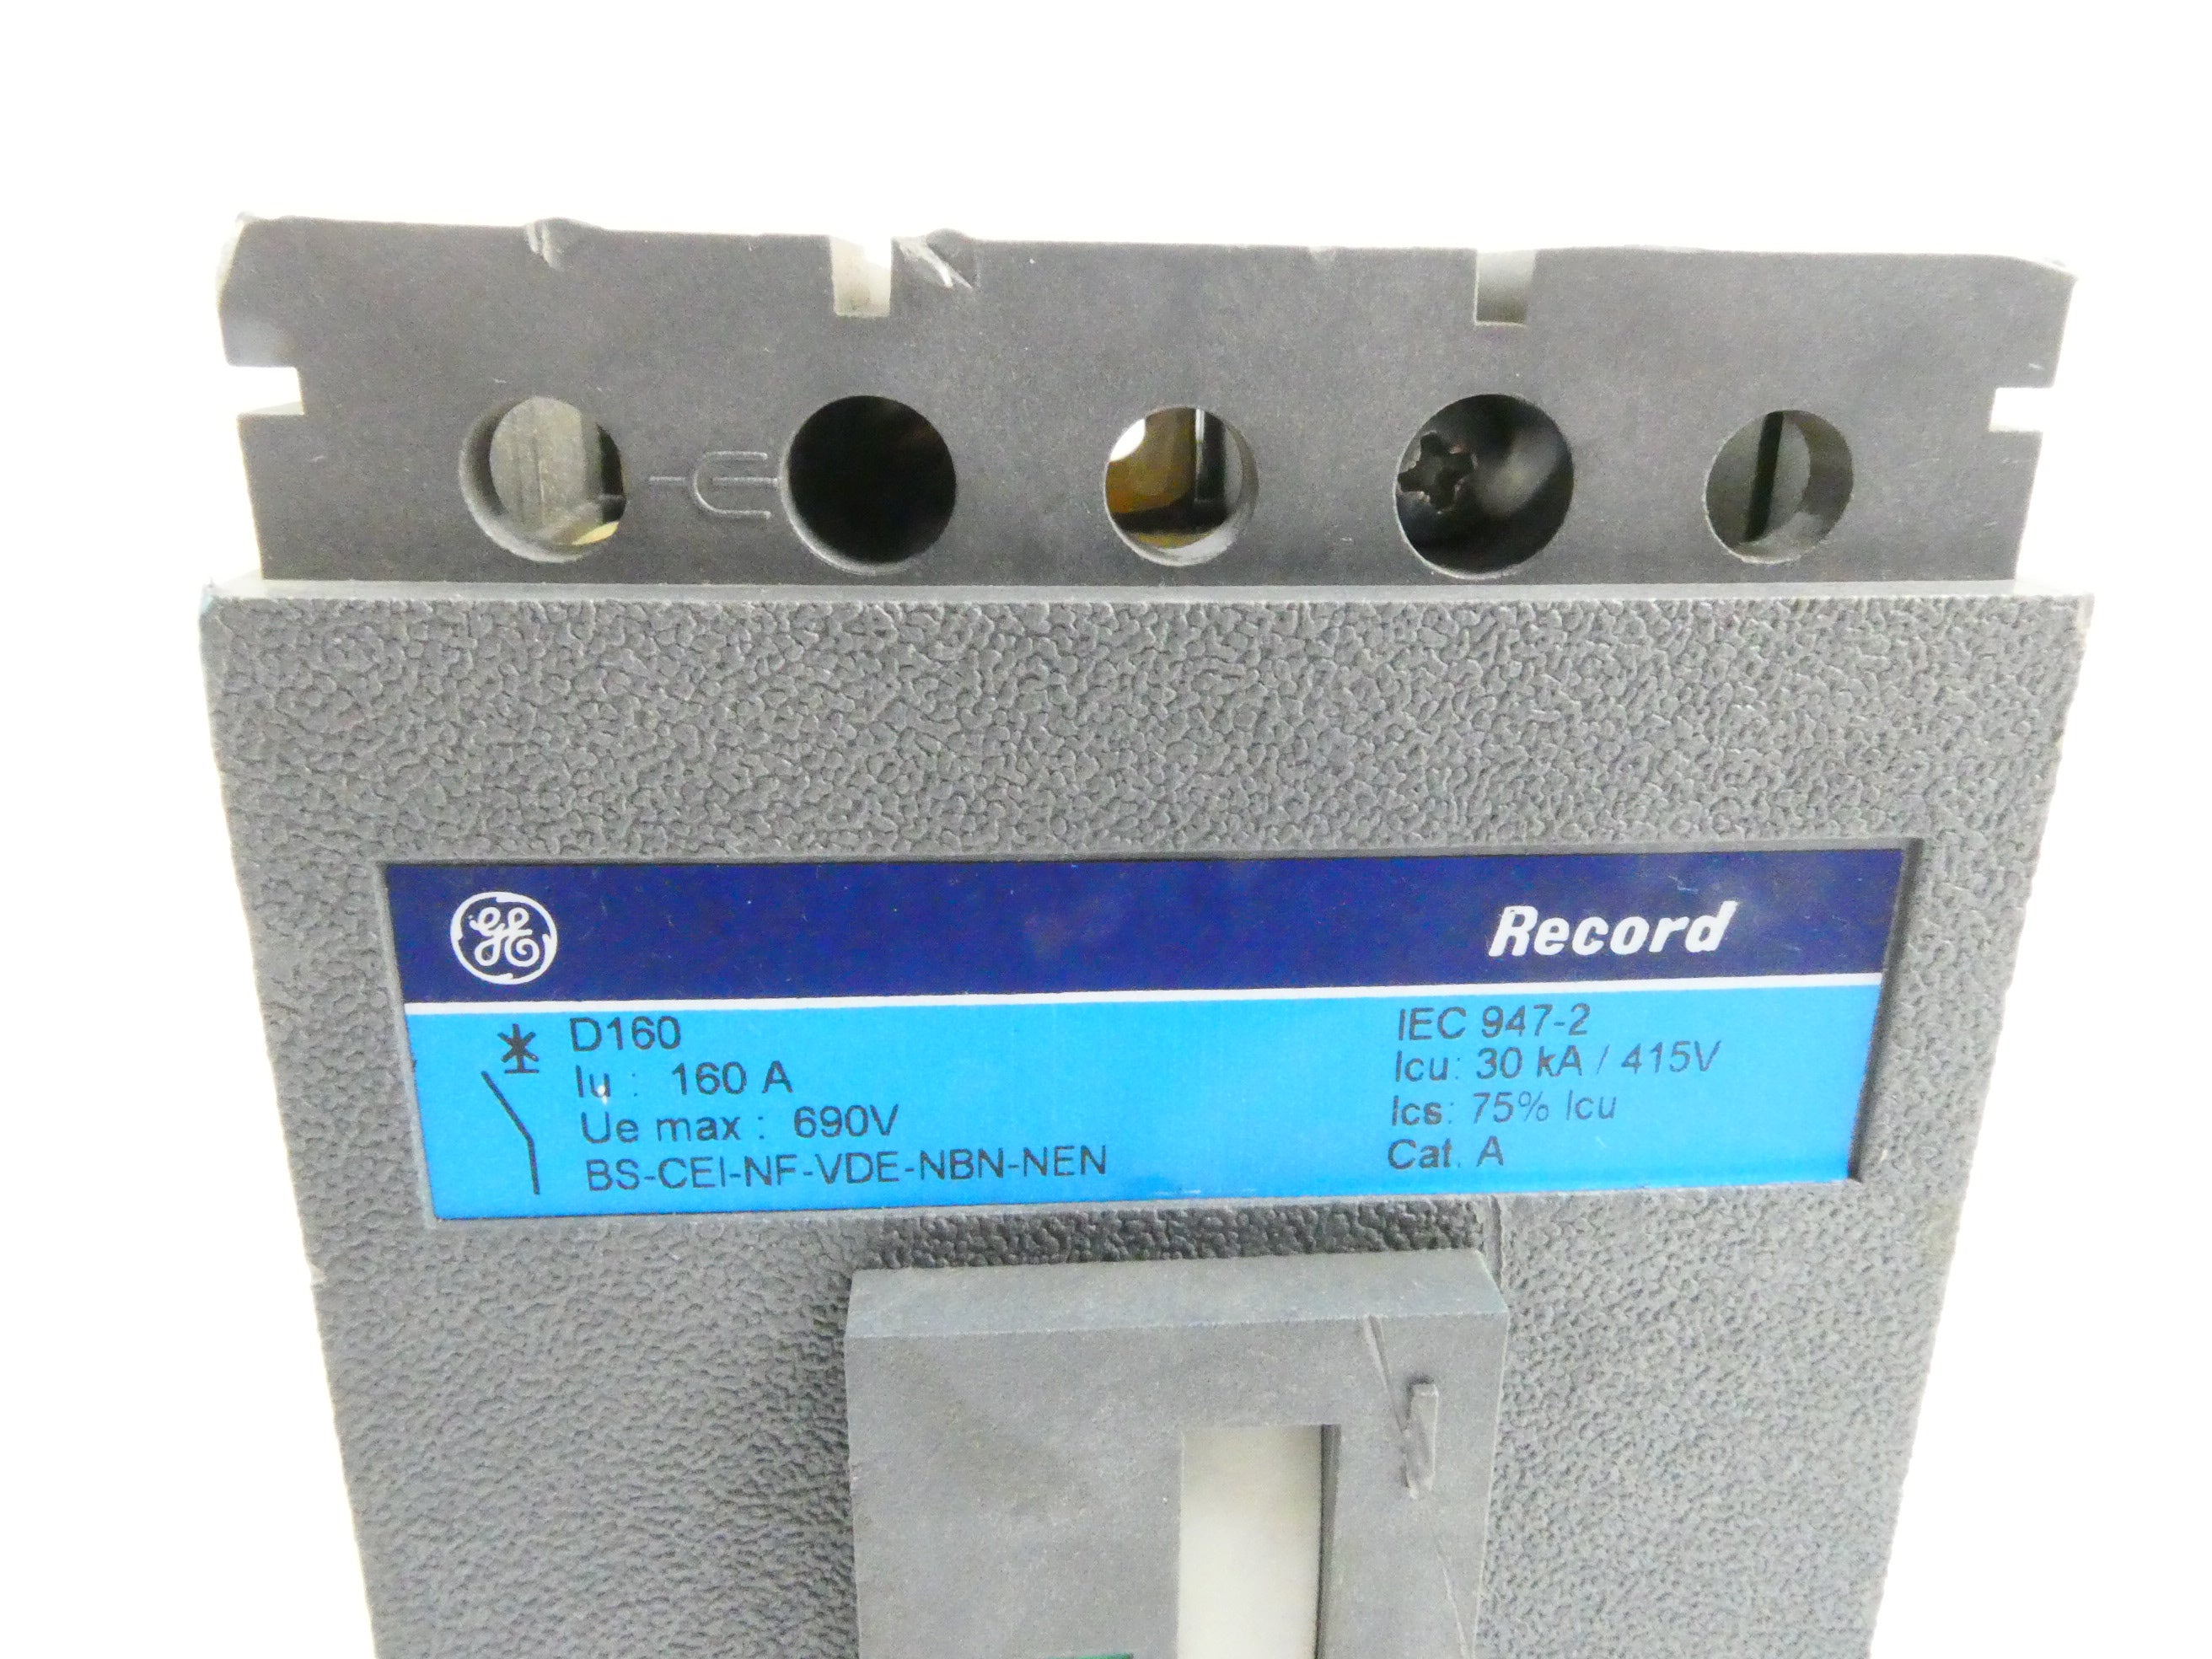 GE
Record
D160
Iu : 160 A
Ue max : 690V
BS-CEI-NF-VDE-NBN-NEN
IEC 947-2
Icu: 30 kA / 415V
Ics: 75% Icu
Cat. A